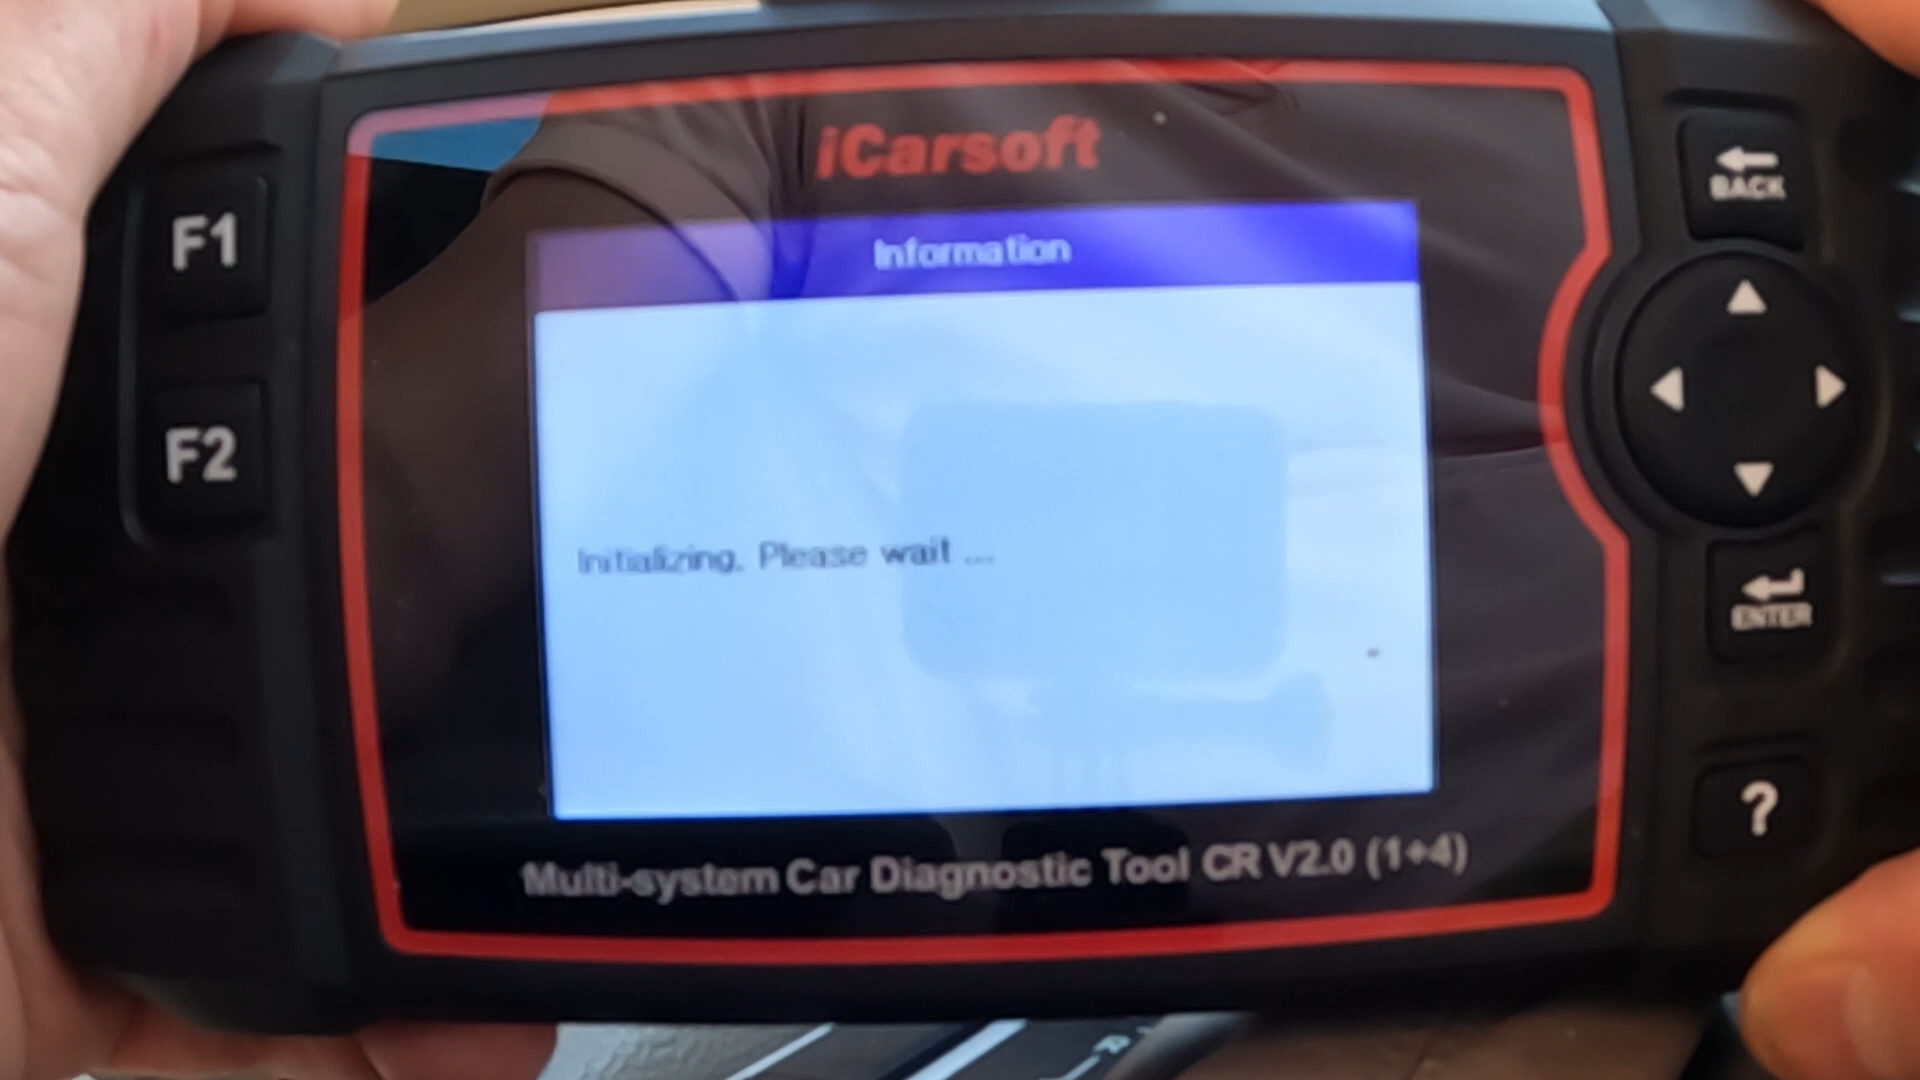 iCarsoft
Information
Initializing. Please wait ...
Multi-system Car Diagnostic Tool CR V2.0 (1+4)
F1
F2
BACK
ENTER
?